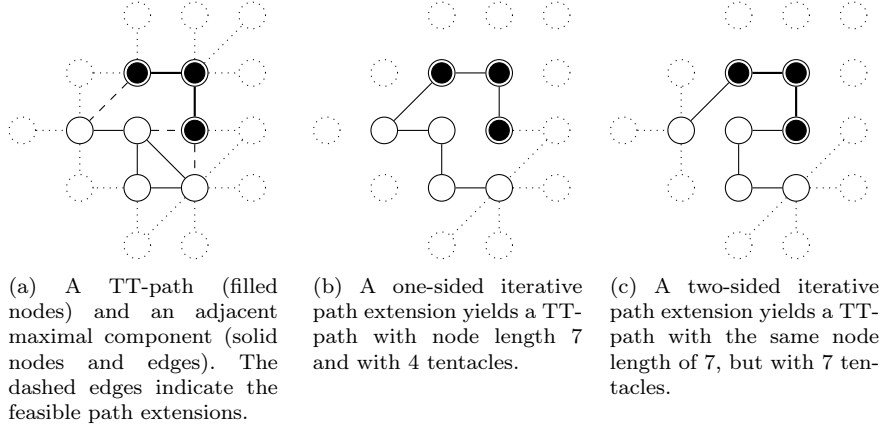 (a) A TT-path (filled
nodes) and an adjacent
maximal component (solid
nodes and edges). The
dashed edges indicate the
feasible path extensions.
(b) A one-sided iterative
path extension yields a TT-
path with node length 7
and with 4 tentacles.
(c) A two-sided iterative
path extension yields a TT-
path with the same node
length of 7, but with 7 ten-
tacles.